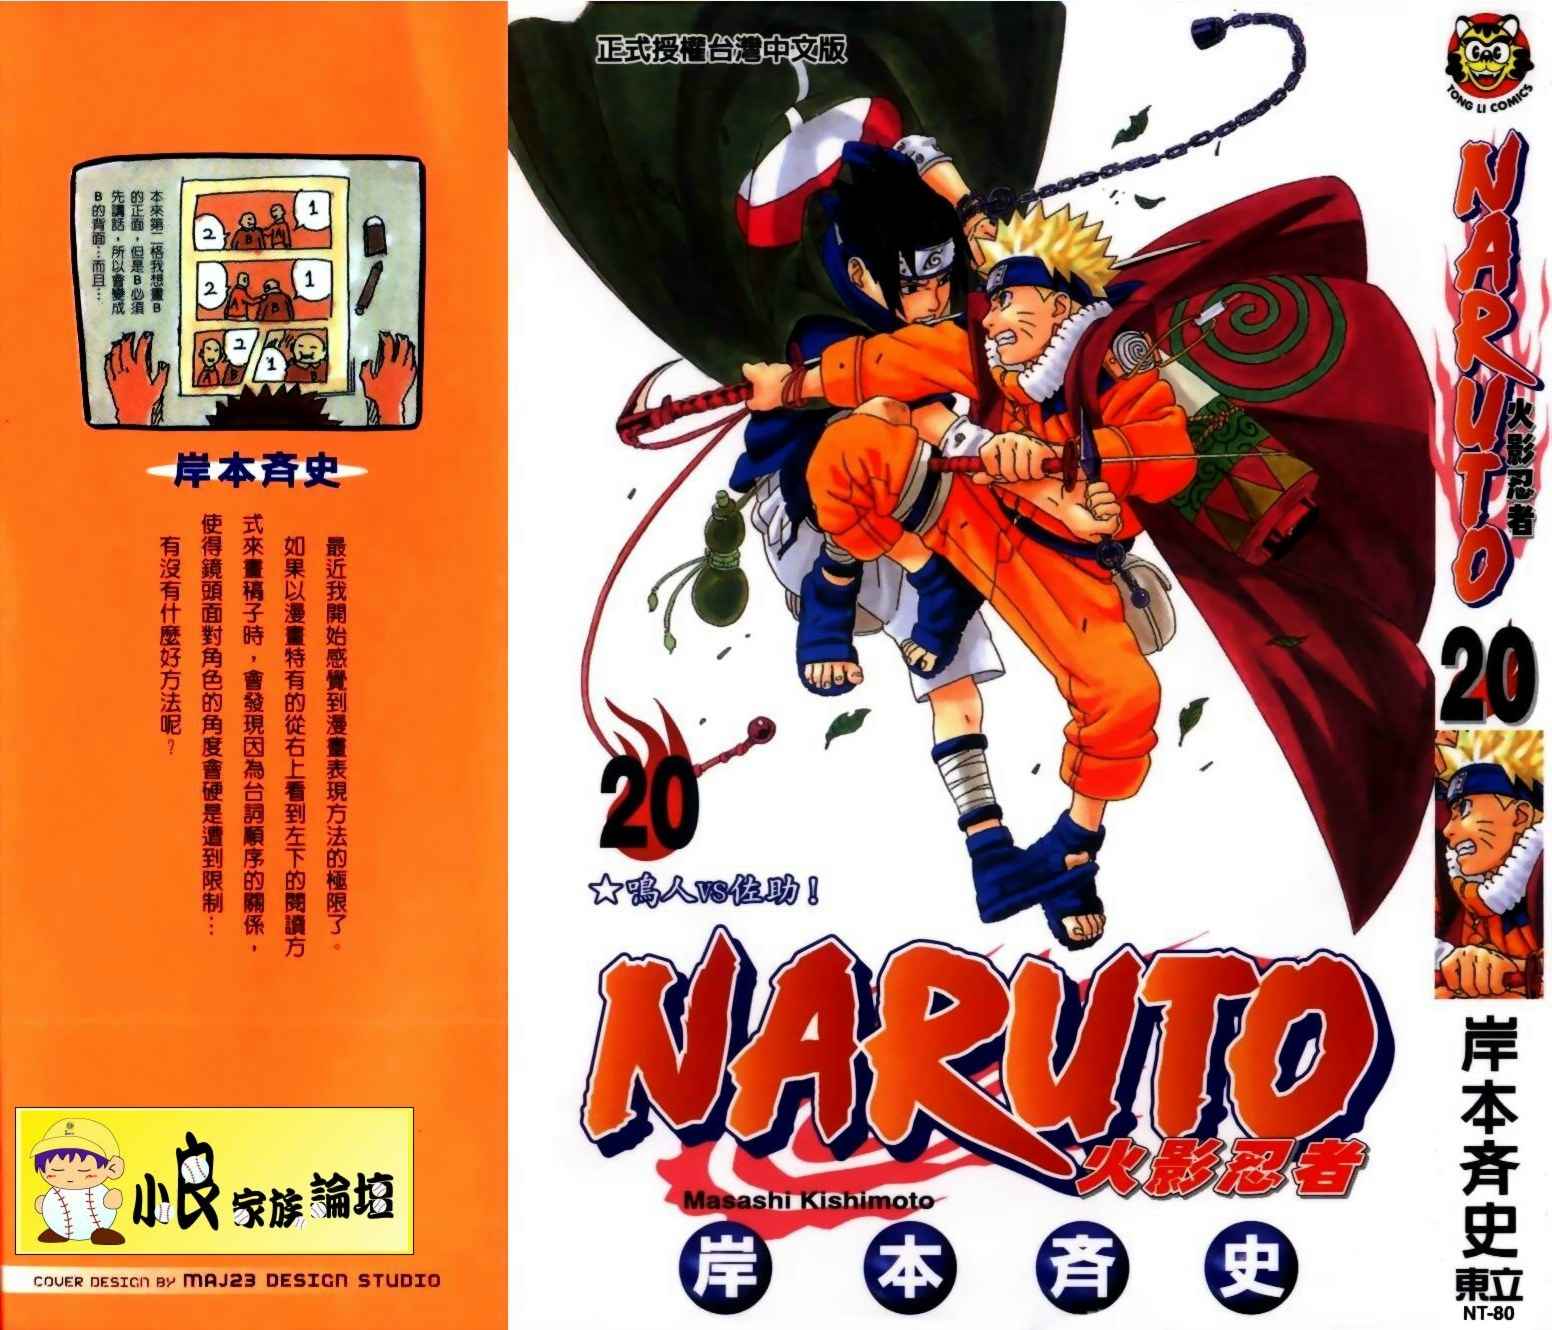 正式授權台灣中文版
20
★鳴人VS佐助！
NARUTO
火影忍者
Masashi Kishimoto
岸本斉史
TONG LI COMICS
NARUTO
火影忍者
20
岸本斉史
東立
NT-80
本來第二格我想畫B
的正面，但是B必須
先講話，所以會變成
B的背面…而且…
1
2
B
1
2
B
2
1
岸本斉史
最近我開始感覺到漫畫表現方法的極限了。
如果以漫畫特有的從右上看到左下的閱讀方
式來畫稿子時，會發現因為台詞順序的關係，
使得鏡頭面對角色的角度會硬是遭到限制…
有沒有什麼好方法呢？
小良家族論壇
COVER DESIGN BY MAJ23 DESIGN STUDIO